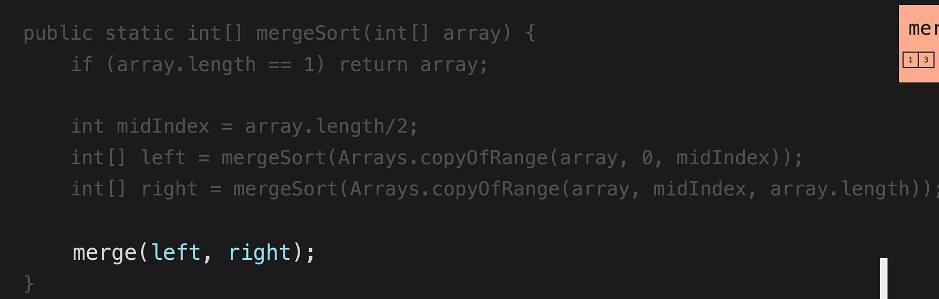 public static int[] mergeSort(int[] array) {
if (array.length == 1) return array;
int midIndex = array.length/2;
int[] left = mergeSort(Arrays.copyOfRange(array, 0, midIndex));
int[] right = mergeSort(Arrays.copyOfRange(array, midIndex, array.length));
merge(left, right);
}
mer
1 3